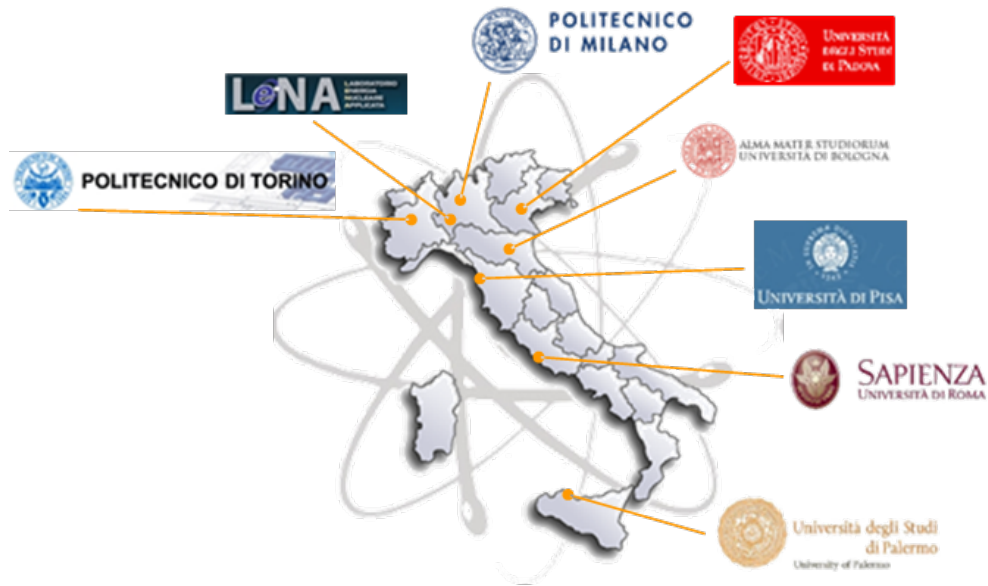 POLITECNICO
DI MILANO
UNIVERSITÀ
DEGLI STUDI
DI PADOVA
LeNA
LABORATORIO
ENERGIA
NUCLEARE
APPLICATA
ALMA MATER STUDIORUM
UNIVERSITÀ DI BOLOGNA
POLITECNICO DI TORINO
UNIVERSITÀ DI PISA
SAPIENZA
UNIVERSITÀ DI ROMA
Università degli Studi
di Palermo
University of Palermo